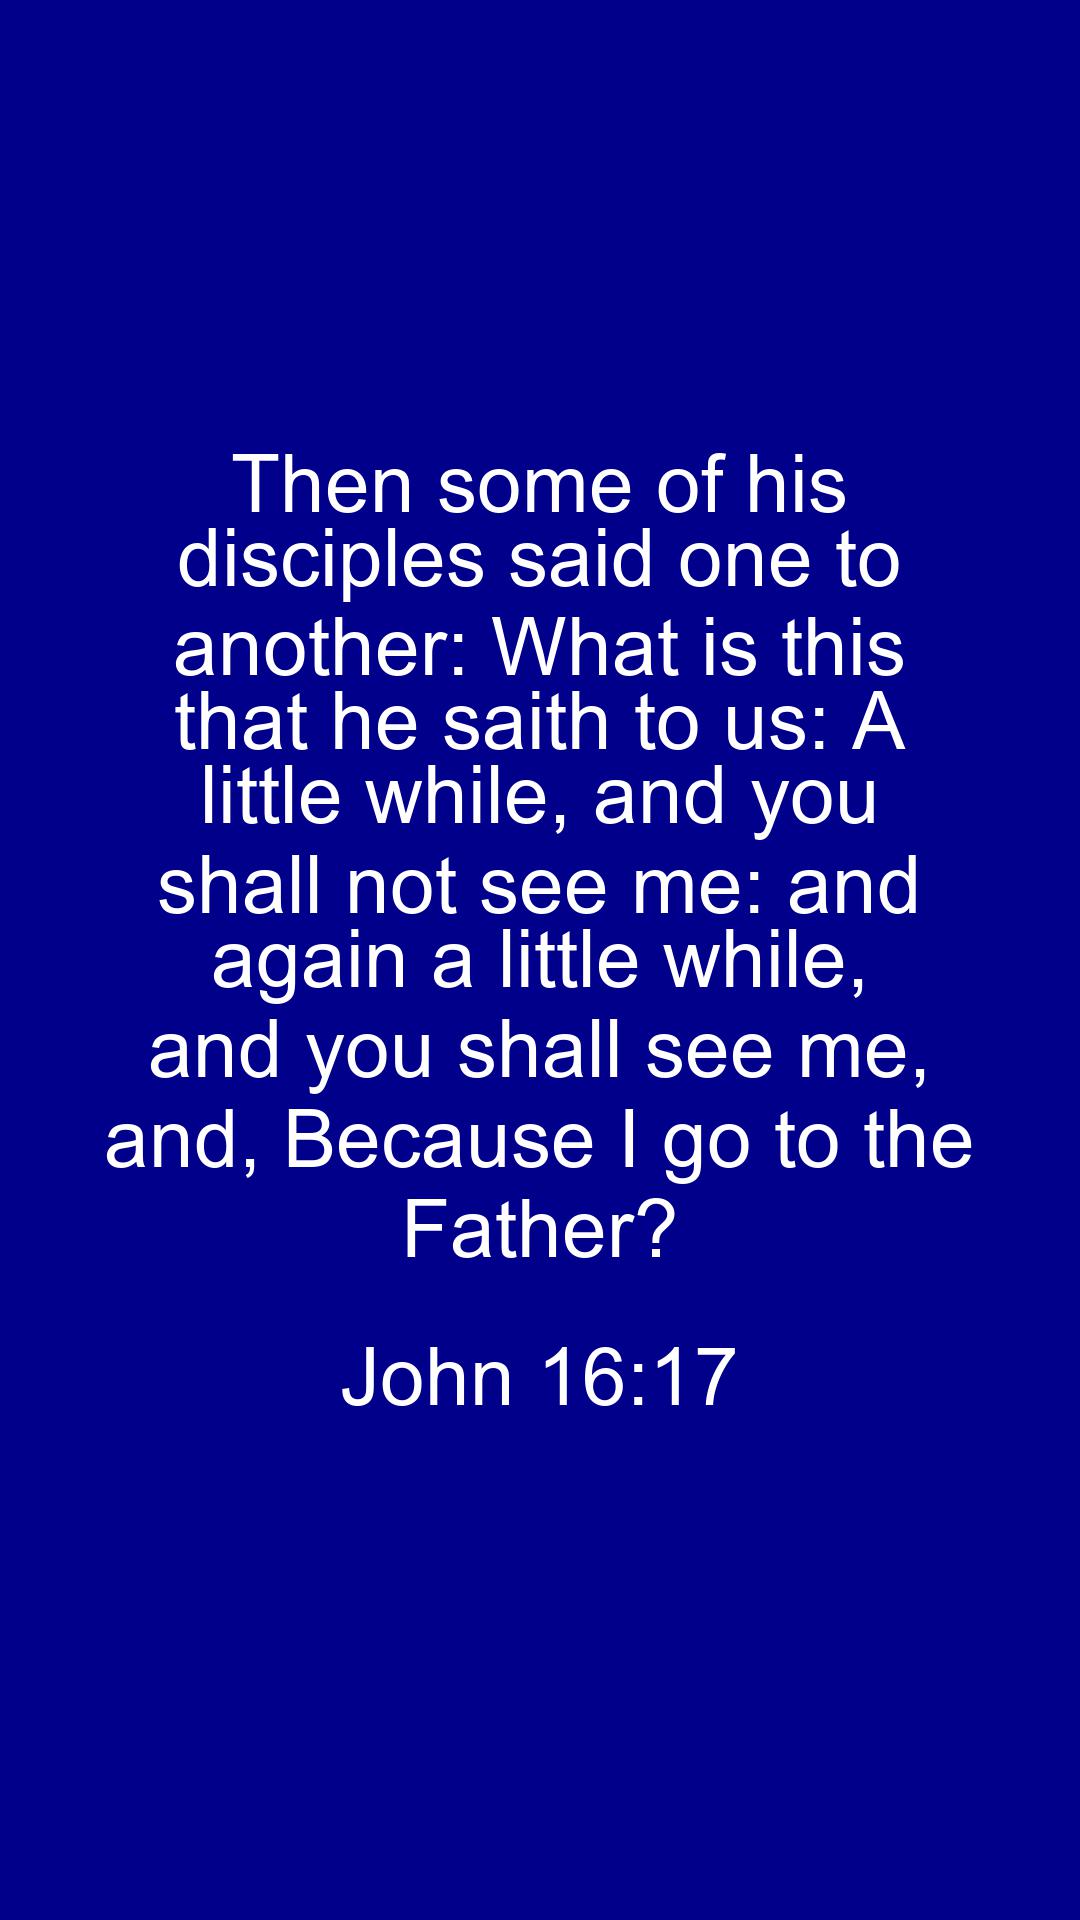 Then some of his
disciples said one to
another: What is this
that he saith to us: A
little while, and you
shall not see me: and
again a little while,
and you shall see me,
and, Because I go to the
Father?
John 16:17